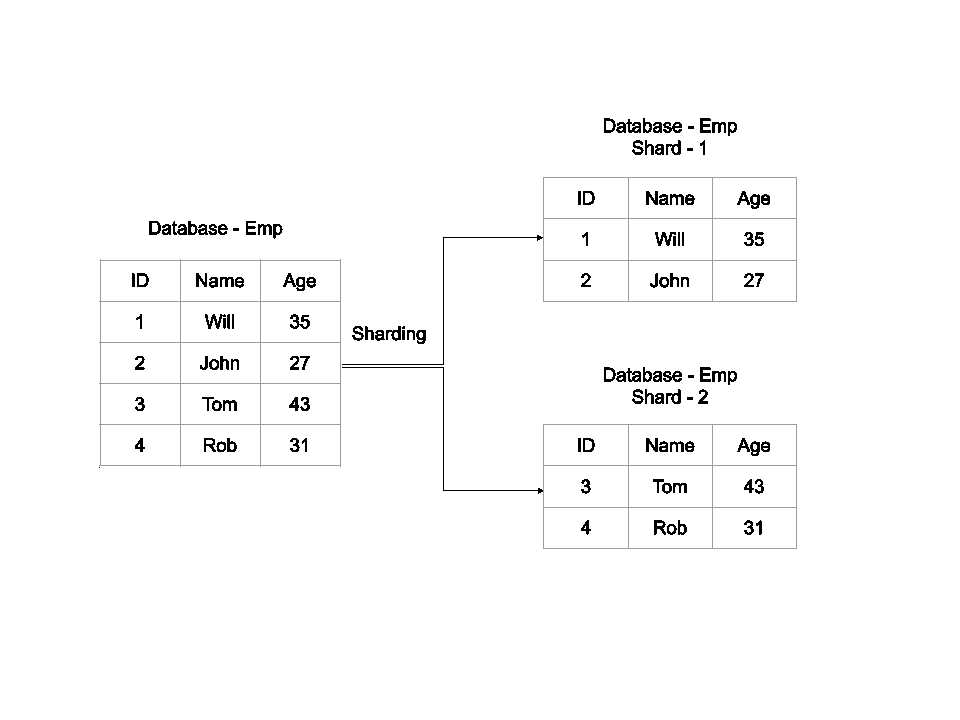 Database - Emp
ID Name Age
1 Will 35
2 John 27
3 Tom 43
4 Rob 31
Sharding
Database - Emp
Shard - 1
ID Name Age
1 Will 35
2 John 27
Database - Emp
Shard - 2
ID Name Age
3 Tom 43
4 Rob 31